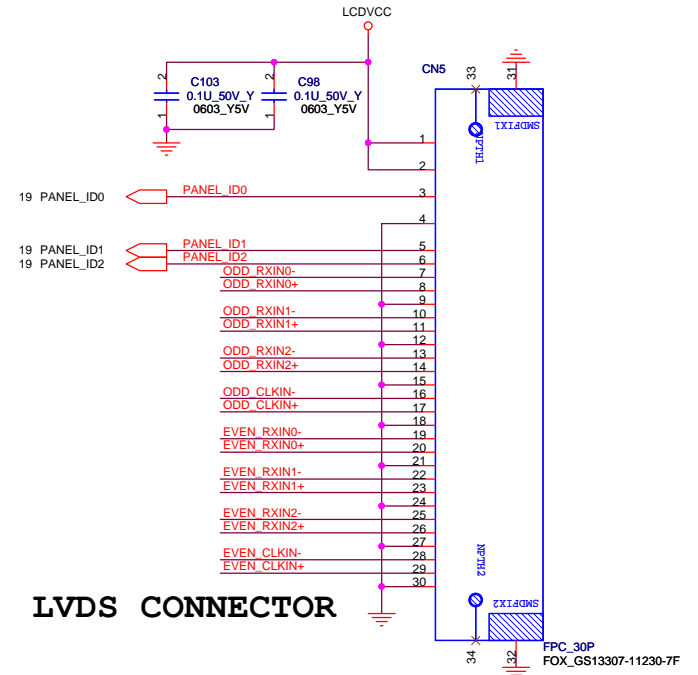 LCDVCC
CN5
33
31
2
C103
0.1U_50V_Y
0603_Y5V
1
2
C98
0.1U_50V_Y
0603_Y5V
1
SMDFIX1
NPTH1
1
2
19 PANEL_ID0 PANEL_ID0 3
4
19 PANEL_ID1 PANEL_ID1 5
19 PANEL_ID2 PANEL_ID2 6
ODD_RXIN0- 7
ODD_RXIN0+ 8
9
ODD_RXIN1- 10
ODD_RXIN1+ 11
12
ODD_RXIN2- 13
ODD_RXIN2+ 14
15
ODD_CLKIN- 16
ODD_CLKIN+ 17
18
EVEN_RXIN0- 19
EVEN_RXIN0+ 20
21
EVEN_RXIN1- 22
EVEN_RXIN1+ 23
24
EVEN_RXIN2- 25
EVEN_RXIN2+ 26
27
EVEN_CLKIN- 28
EVEN_CLKIN+ 29
30
NPTH2
SMDFIX2
LVDS CONNECTOR
34
32
FPC_30P
FOX_GS13307-11230-7F